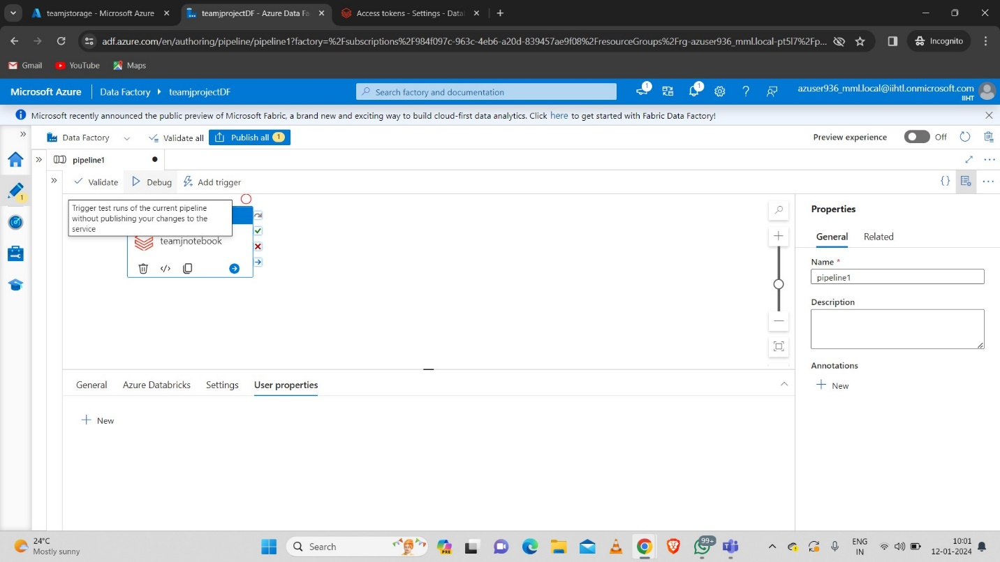 teamjstorage - Microsoft Azure
teamjprojectDF - Azure Data Fa
Access tokens - Settings - Data
adf.azure.com/en/authoring/pipeline/pipeline1?factory=%2Fsubscriptions%2F984f097c-963c-4eb6-a20d-839457ae9f08%2FresourceGroups%2Frg-azuser936_mml.local-pt5l7%2Fp...
Incognito
Gmail YouTube Maps
Microsoft Azure Data Factory teamjprojectDF
Search factory and documentation
1
1
azuser936_mml.local@iihtl.onmicrosoft.com
IIHT
Microsoft recently announced the public preview of Microsoft Fabric, a brand new and exciting way to build cloud-first data analytics. Click here to get started with Fabric Data Factory!
Data Factory Validate all Publish all 1
Preview experience Off
pipeline1
1
Validate Debug Add trigger
Trigger test runs of the current pipeline
without publishing your changes to the
service
teamjnotebook
Properties
General Related
Name *
pipeline1
Description
Annotations
New
General Azure Databricks Settings User properties
New
24°C
Mostly sunny
Search
PRE
99+
ENG
IN
10:01
12-01-2024